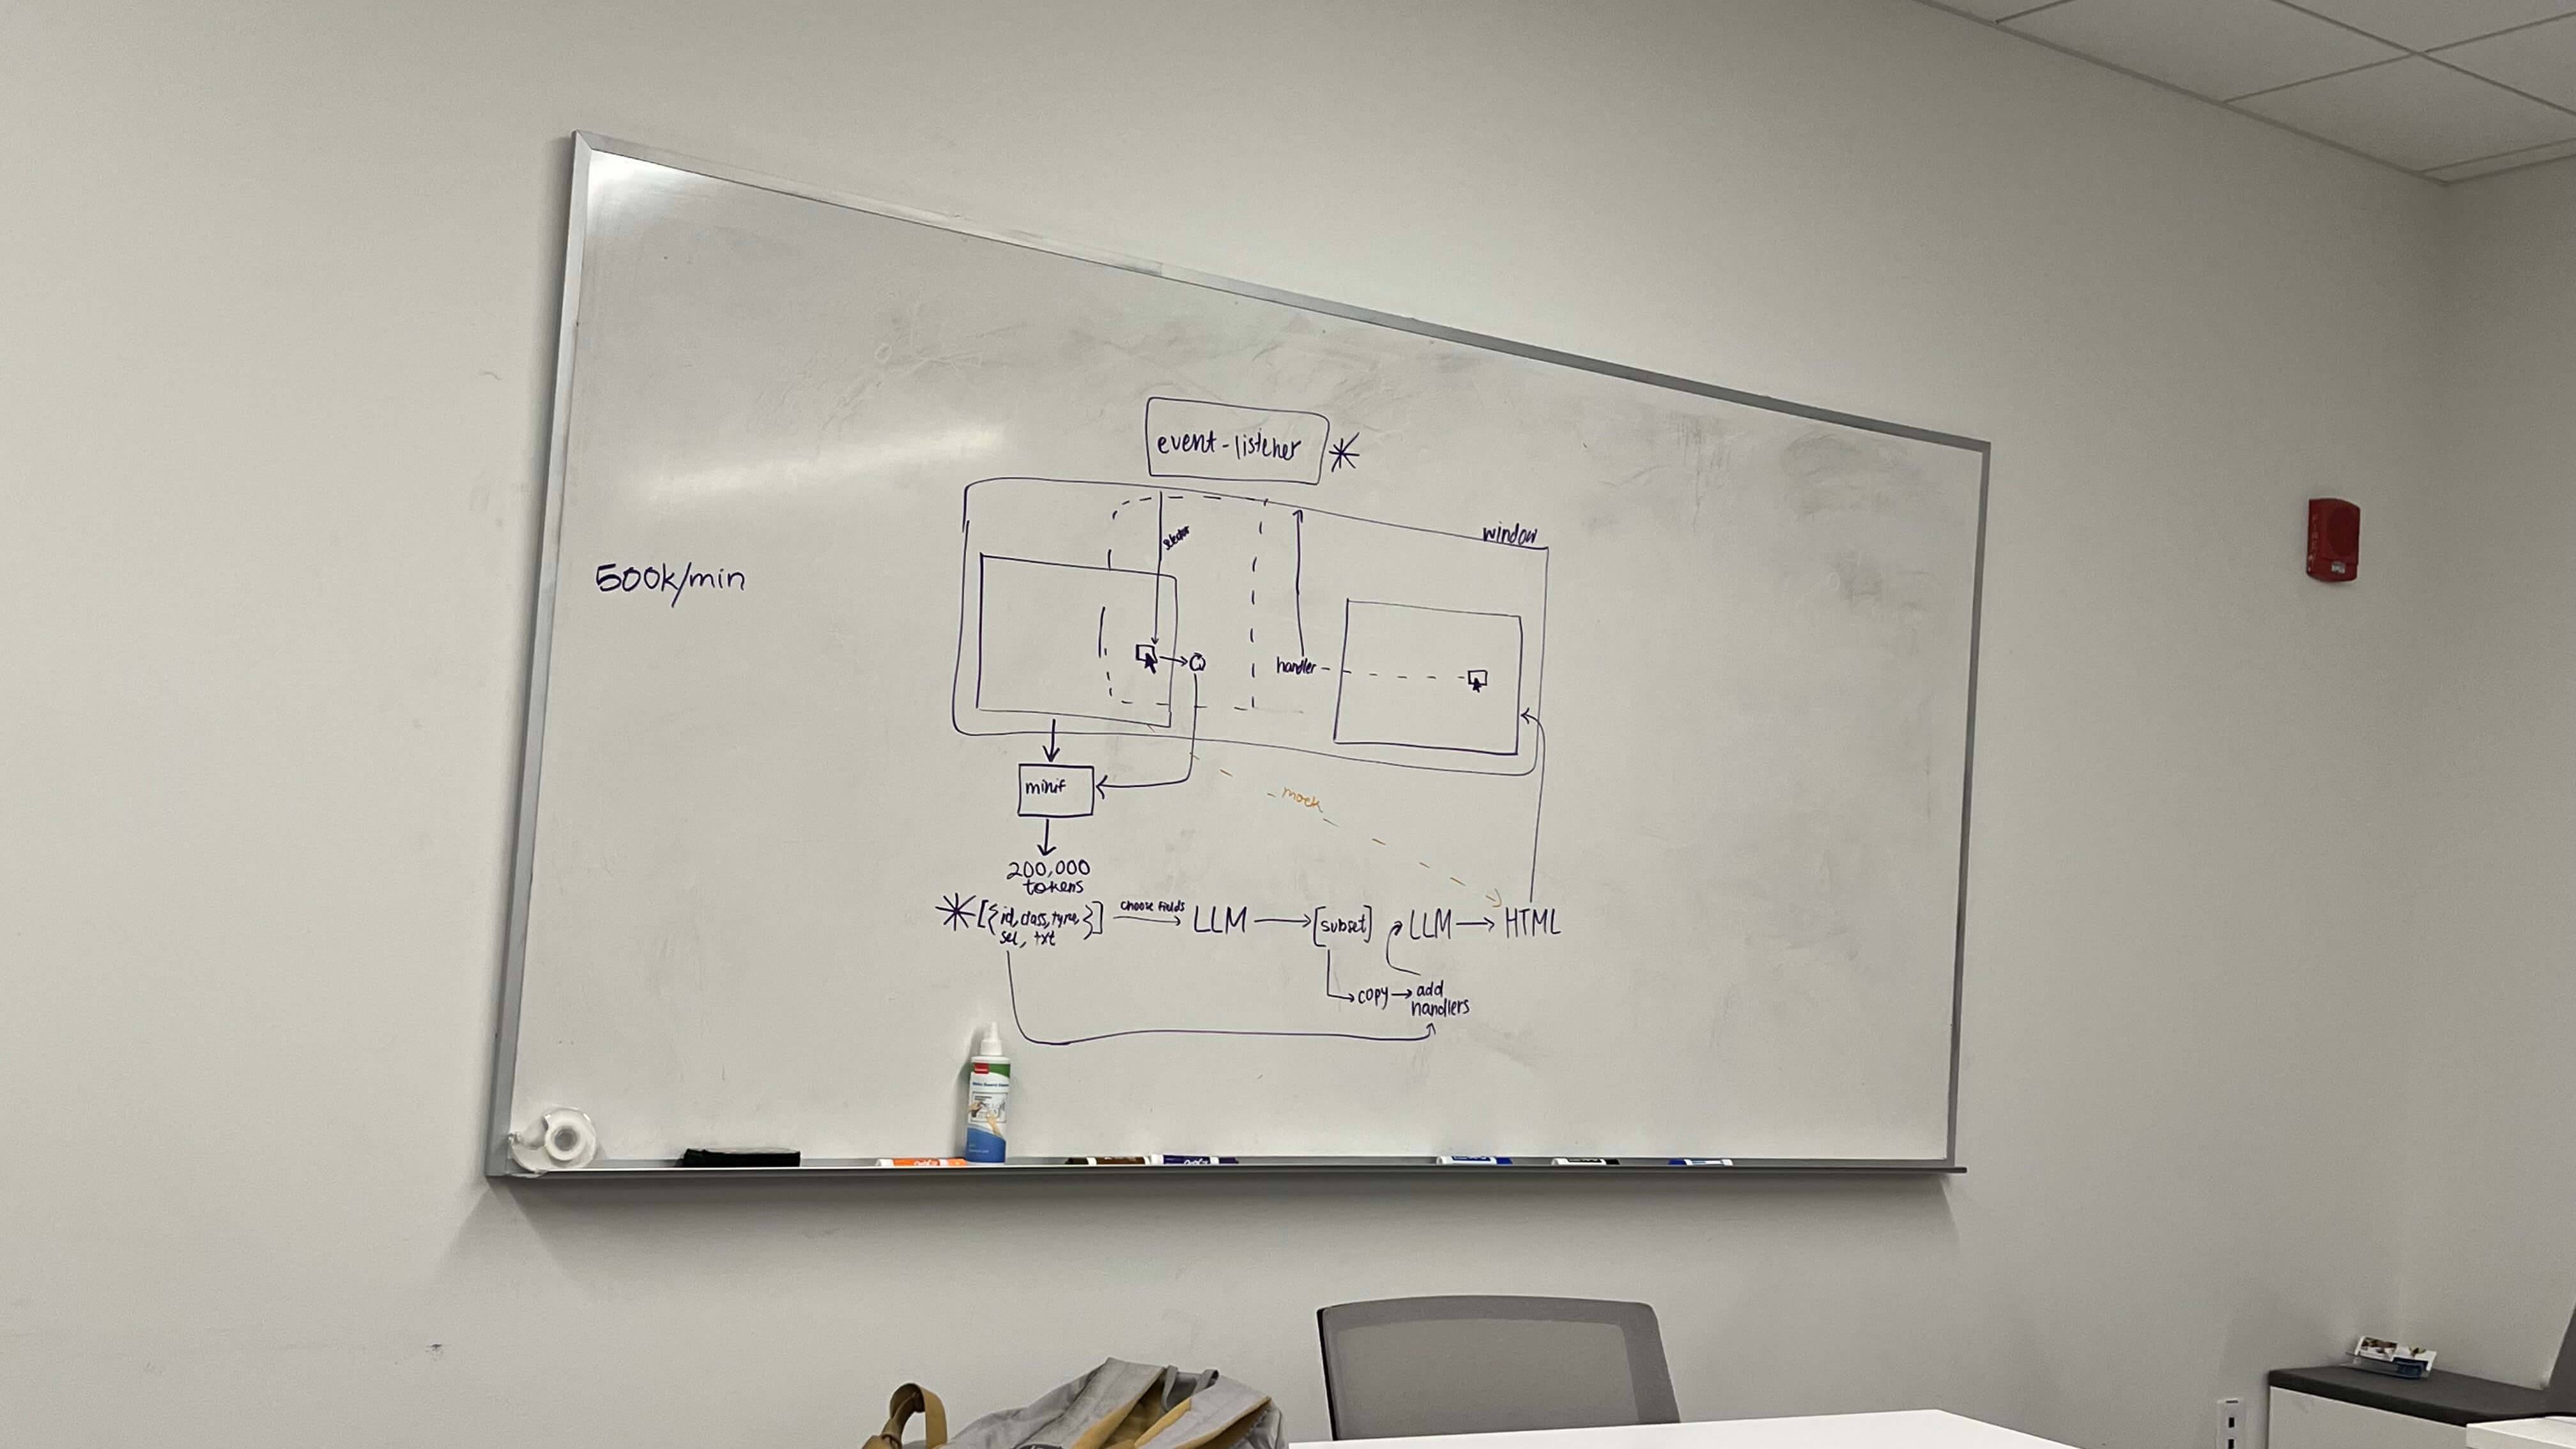 event-listener *
window
selector
500k/min
handler
minif
mock
200,000
tokens
*[{id, class, type,}] choose fields LLM [subset] LLM HTML
sel, txt
copy add
handlers